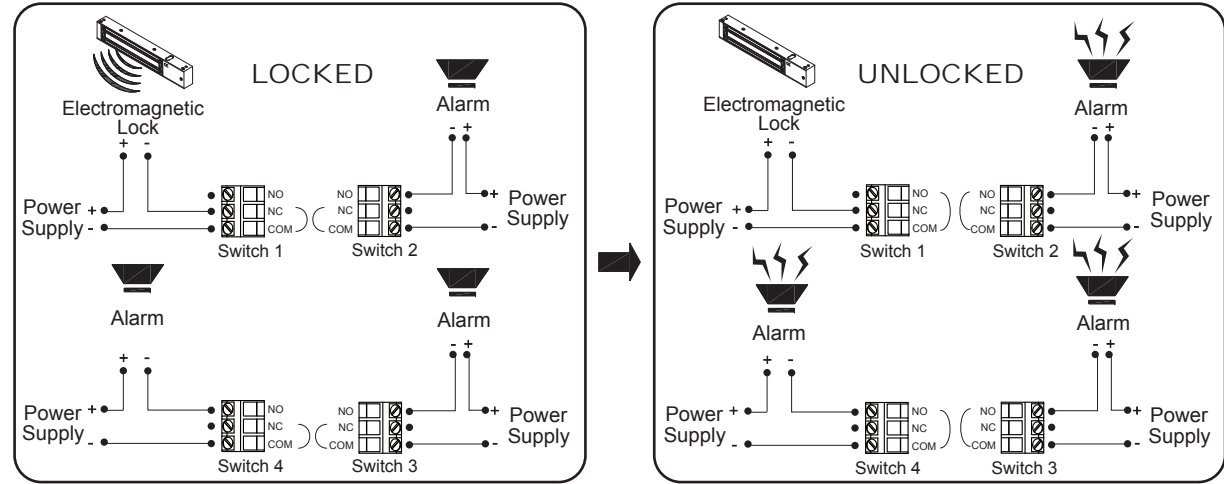 LOCKED
Electromagnetic
Lock
Alarm
+ -
- +
Power
Supply
+
-
NO
NC
COM
Switch 1
NO
NC
COM
Switch 2
+
-
Power
Supply
Alarm
Alarm
+ -
- +
Power
Supply
+
-
NO
NC
COM
Switch 4
NO
NC
COM
Switch 3
+
-
Power
Supply
UNLOCKED
Electromagnetic
Lock
Alarm
+ -
- +
Power
Supply
+
-
NO
NC
COM
Switch 1
NO
NC
COM
Switch 2
+
-
Power
Supply
Alarm
Alarm
+ -
- +
Power
Supply
+
-
NO
NC
COM
Switch 4
NO
NC
COM
Switch 3
+
-
Power
Supply